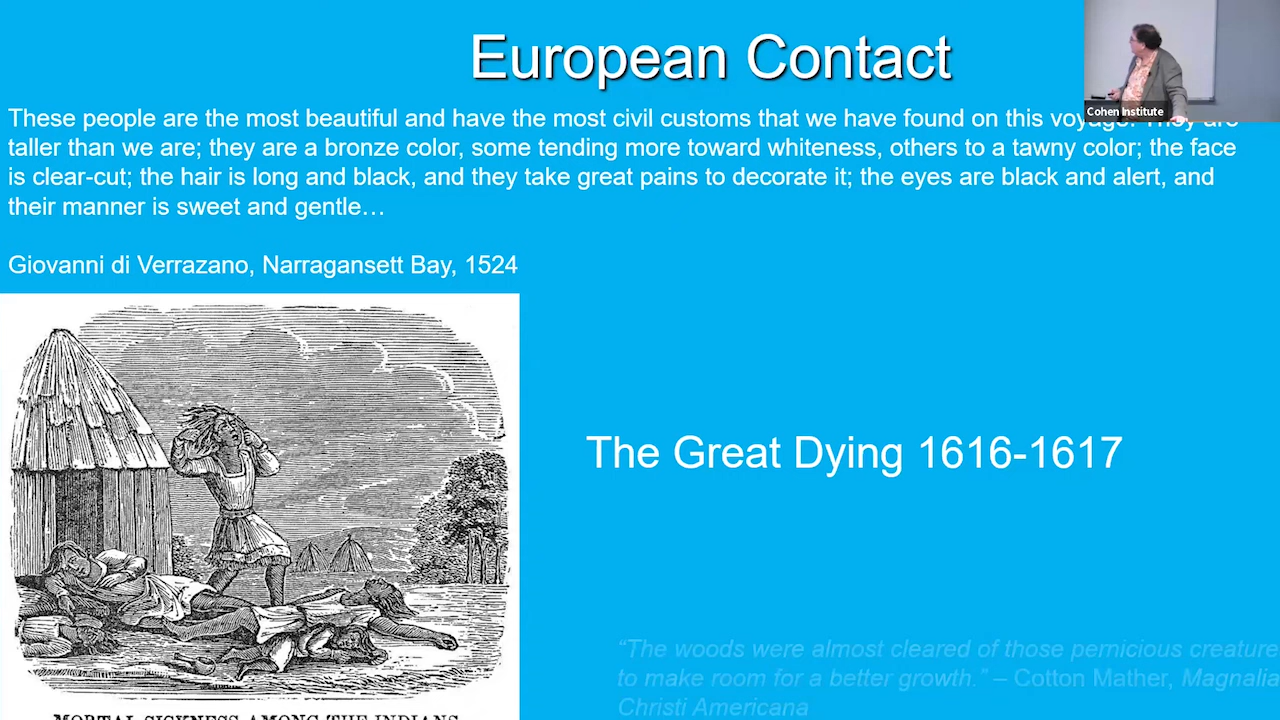 European Contact
Cohen Institute
These people are the most beautiful and have the most civil customs that we have found on this voyage. They are
taller than we are; they are a bronze color, some tending more toward whiteness, others to a tawny color; the face
is clear-cut; the hair is long and black, and they take great pains to decorate it; the eyes are black and alert, and
their manner is sweet and gentle…
Giovanni di Verrazano, Narragansett Bay, 1524
The Great Dying 1616-1617
“The woods were almost cleared of those pernicious creature
to make room for a better growth.” – Cotton Mather, Magnalia
Christi Americana
MORTAL SICKNESS AMONG THE INDIANS